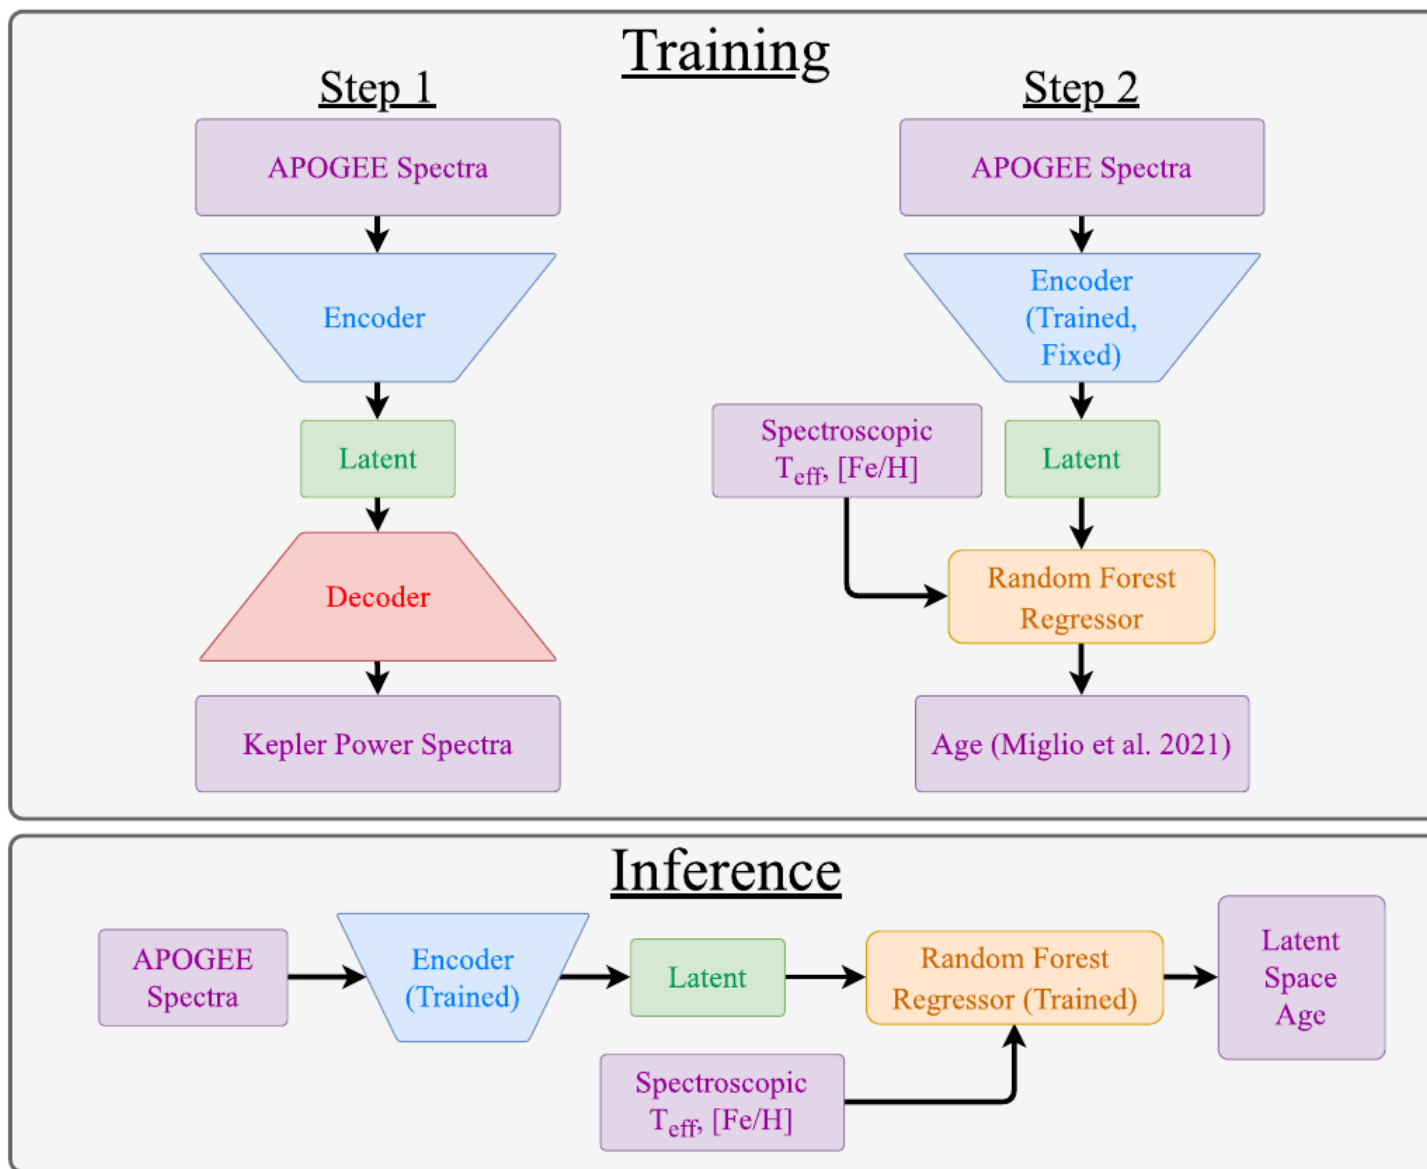 Training
Step 1
APOGEE Spectra
Encoder
Latent
Decoder
Kepler Power Spectra
Step 2
APOGEE Spectra
Encoder
(Trained,
Fixed)
Spectroscopic
T_eff, [Fe/H]
Latent
Random Forest
Regressor
Age (Miglio et al. 2021)
Inference
APOGEE
Spectra
Encoder
(Trained)
Latent
Spectroscopic
T_eff, [Fe/H]
Random Forest
Regressor (Trained)
Latent
Space
Age